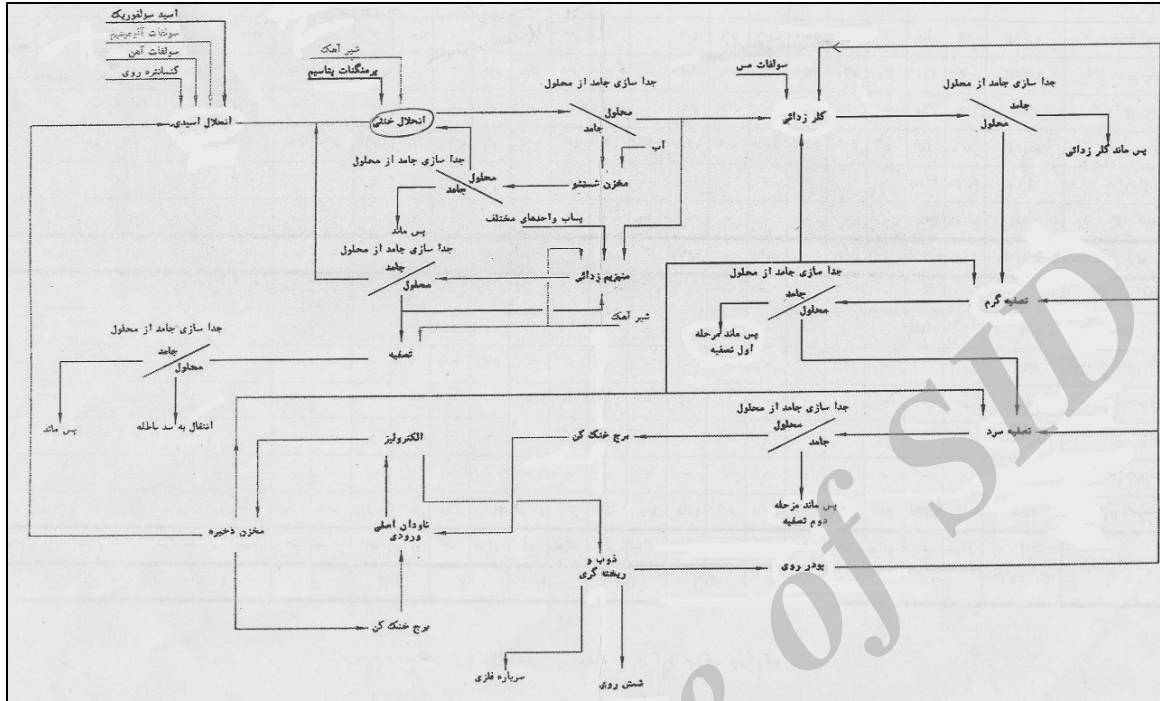 اسید سولفوریک
سولفات آلومینیم
سولفات آهن
کنسانتره روی
انحلال اسیدی
شیر آهک
پرمنگنات پتاسیم
انحلال خنثی
جدا سازی جامد از محلول
محلول
جامد
آب
مخزن شستشو
جدا سازی جامد از محلول
محلول
جامد
پس ماند
سولفات مس
کلر زدائی
جدا سازی جامد از محلول
جامد
محلول
پس ماند کلر زدائی
پساب واحدهای مختلف
جدا سازی جامد از محلول
جامد
محلول
منیزیم زدائی
شیر آهک
تصفیه
جدا سازی جامد از محلول
جامد
محلول
تصفیه گرم
پس ماند مرحله
اول تصفیه
جدا سازی جامد از محلول
جامد
محلول
پس ماند
انتقال به سد باطله
الکترولیز
برج خنک کن
جدا سازی جامد از محلول
محلول
جامد
تصفیه سرد
پس ماند مرحله
دوم تصفیه
مخزن ذخیره
ناودان اصلی
ورودی
ذوب و
ریخته گری
پودر روی
برج خنک کن
سرباره فلزی
شمش روی
of SID